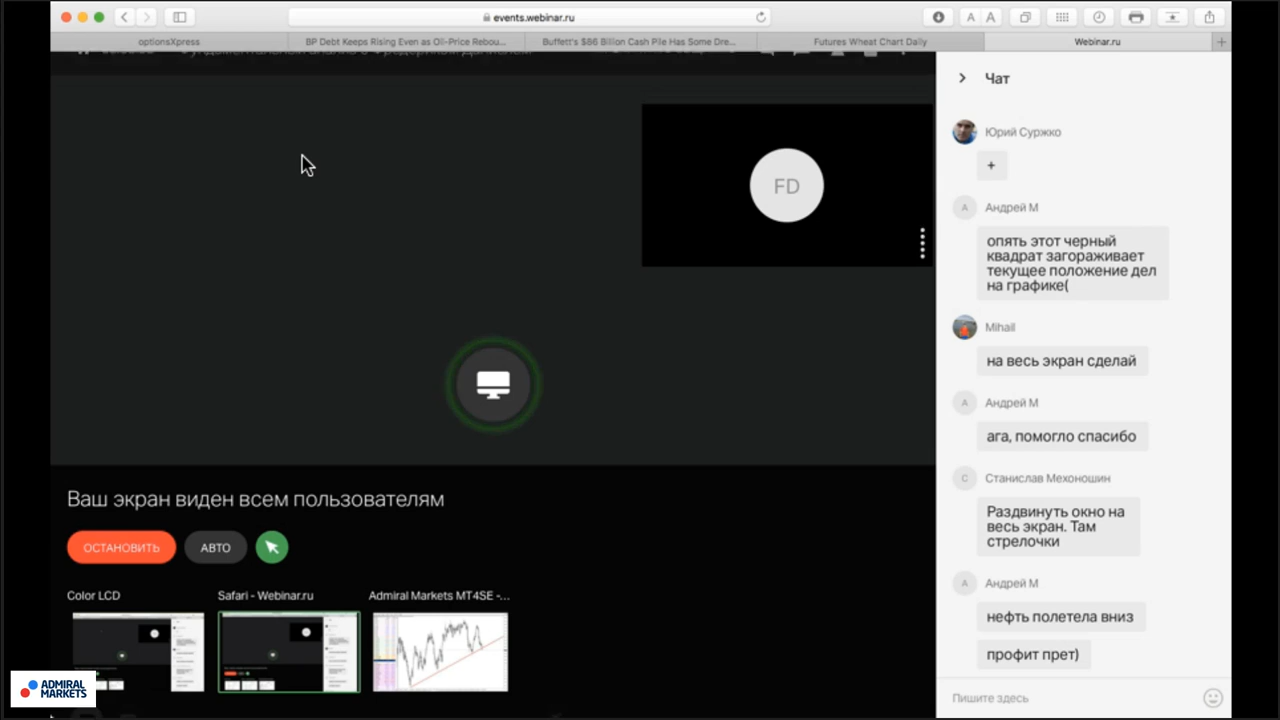 events.webinar.ru
A A
optionsXpress
BP Debt Keeps Rising Even as Oil-Price Rebou...
Buffett's $86 Billion Cash Pile Has Some Dre...
Futures Wheat Chart Daily
Webinar.ru
Чат
Юрий Суржко
+
FD
А
Андрей М
опять этот черный
квадрат загораживает
текущее положение дел
на графике(
Mihail
на весь экран сделай
А
Андрей М
ага, помогло спасибо
С
Станислав Мехоношин
Раздвинуть окно на
весь экран. Там
стрелочки
А
Андрей М
нефть полетела вниз
профит прет)
Пишите здесь
Ваш экран виден всем пользователям
ОСТАНОВИТЬ
АВТО
Color LCD
Safari - Webinar.ru
Admiral Markets MT4SE -...
ADMIRAL
MARKETS